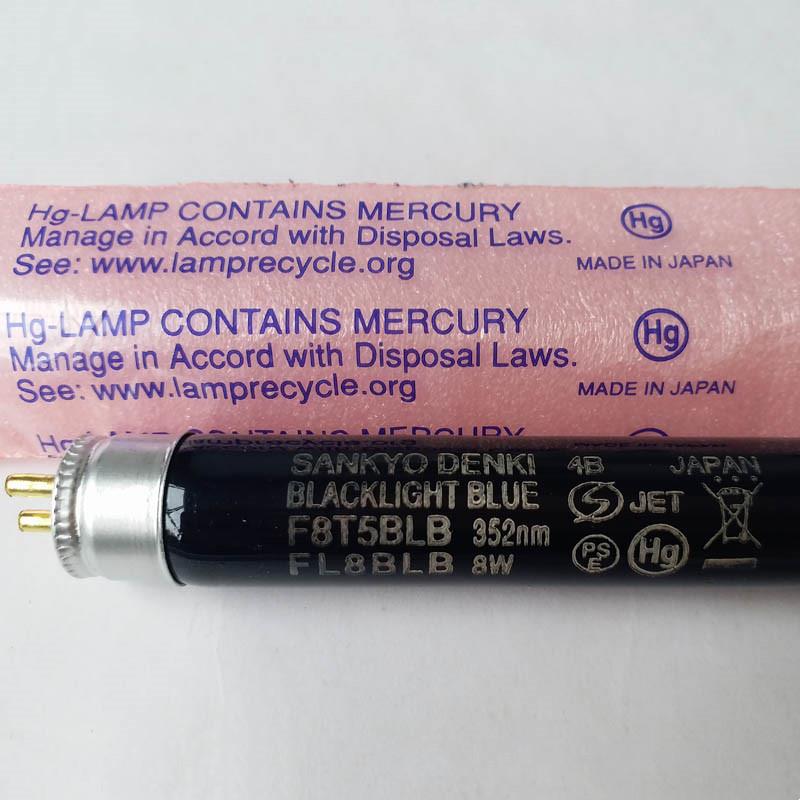 Hg-LAMP CONTAINS MERCURY Hg
Manage in Accord with Disposal Laws.
See: www.lamprecycle.org MADE IN JAPAN
Hg-LAMP CONTAINS MERCURY Hg
Manage in Accord with Disposal Laws.
See: www.lamprecycle.org MADE IN JAPAN
SANKYO DENKI 4B JAPAN
BLACKLIGHT BLUE S JET
F8T5BLB 352nm
FL8BLB 8W PSE Hg